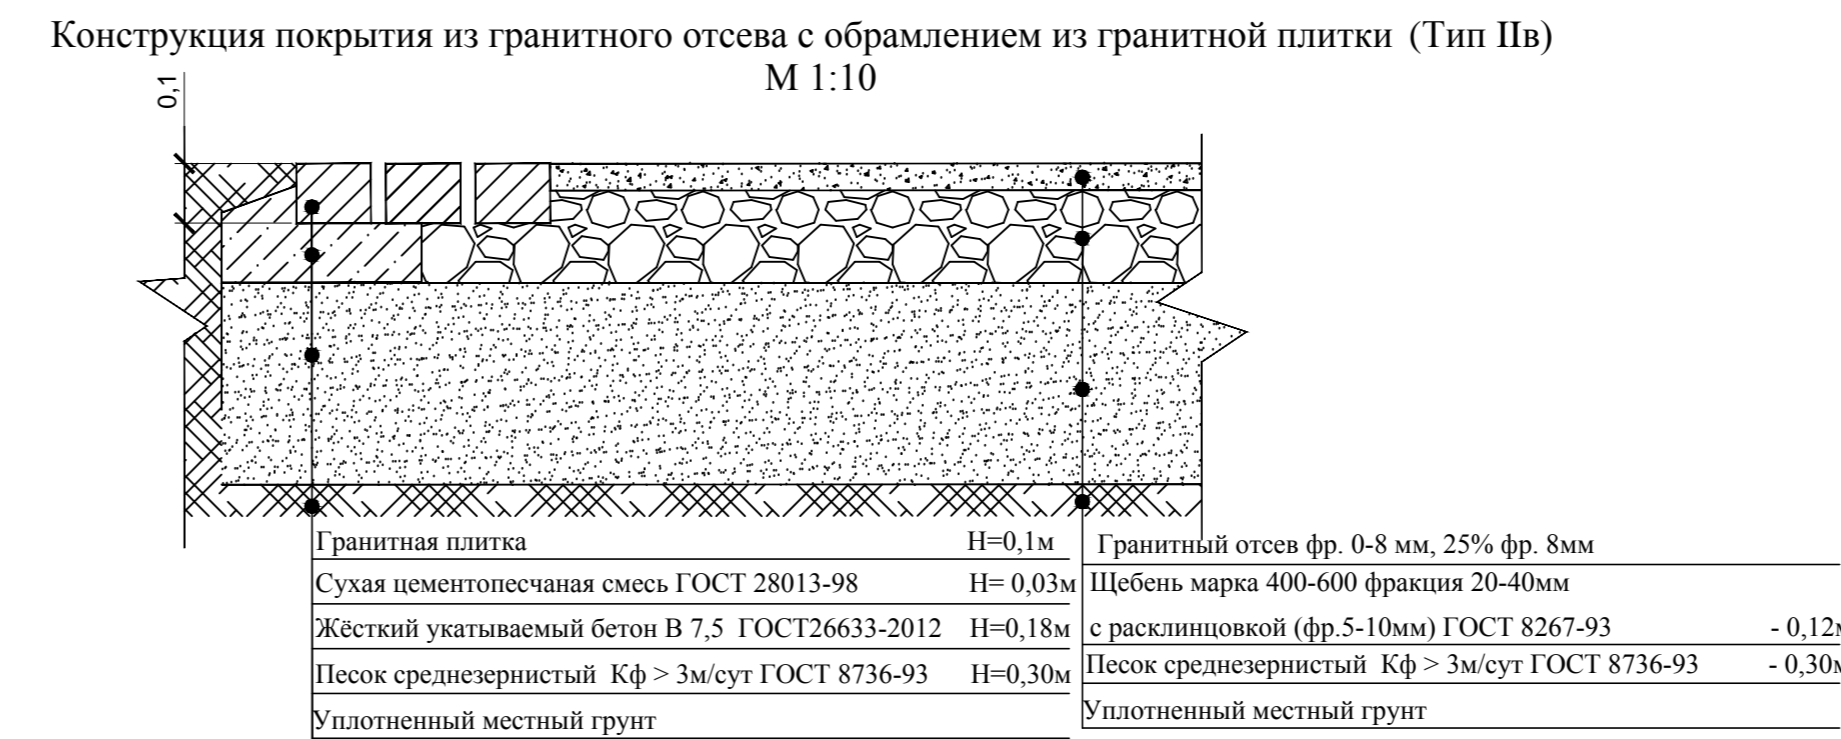 Конструкция покрытия из гранитного отсева с обрамлением из гранитной плитки (Тип IIв)
М 1:10
0,1
Гранитная плитка H=0,1м
Сухая цементопесчаная смесь ГОСТ 28013-98 H= 0,03м
Жёсткий укатываемый бетон В 7,5 ГОСТ26633-2012 H=0,18м
Песок среднезернистый Кф > 3м/сут ГОСТ 8736-93 H=0,30м
Уплотненный местный грунт
Гранитный отсев фр. 0-8 мм, 25% фр. 8мм
Щебень марка 400-600 фракция 20-40мм
с расклинцовкой (фр.5-10мм) ГОСТ 8267-93 - 0,12м
Песок среднезернистый Кф > 3м/сут ГОСТ 8736-93 - 0,30м
Уплотненный местный грунт